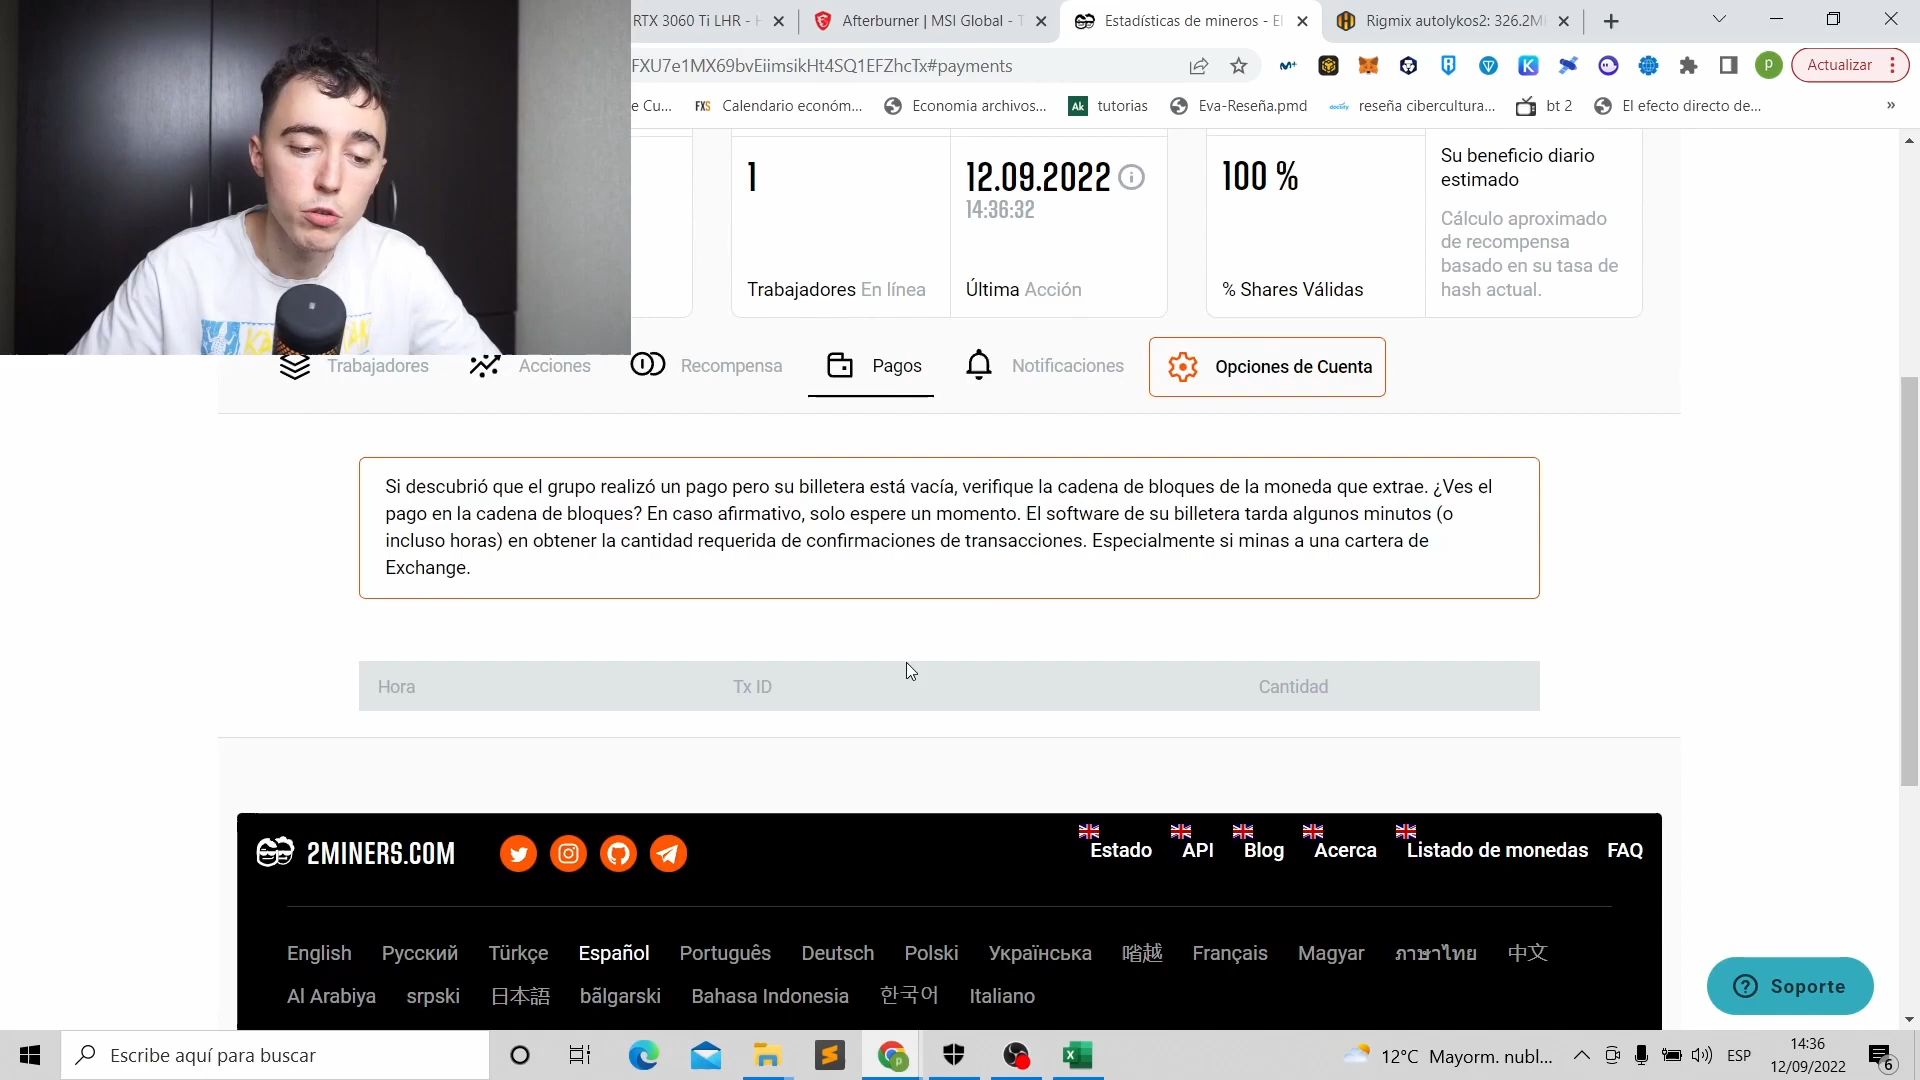 RTX 3060 Ti LHR - H
Afterburner | MSI Global - T
Estadísticas de mineros - El
Rigmix autolykos2: 326.2MH
FXU7e1MX69bvEiimsikHt4SQ1EFZhcTx#payments
Actualizar
e Cu...
Calendario económ...
Economia archivos...
tutorias
Eva-Reseña.pmd
reseña cibercultura...
bt 2
El efecto directo de...
»
1
Trabajadores En línea
12.09.2022
14:36:32
Última Acción
100 %
% Shares Válidas
Su beneficio diario
estimado
Cálculo aproximado
de recompensa
basado en su tasa de
hash actual.
Trabajadores
Acciones
Recompensa
Pagos
Notificaciones
Opciones de Cuenta
Si descubrió que el grupo realizó un pago pero su billetera está vacía, verifique la cadena de bloques de la moneda que extrae. ¿Ves el
pago en la cadena de bloques? En caso afirmativo, solo espere un momento. El software de su billetera tarda algunos minutos (o
incluso horas) en obtener la cantidad requerida de confirmaciones de transacciones. Especialmente si minas a una cartera de
Exchange.
Hora
Tx ID
Cantidad
2MINERS.COM
Estado
API
Blog
Acerca
Listado de monedas
FAQ
English Русский Türkçe Español Português Deutsch Polski Українська 㗂越 Français Magyar ภาษาไทย 中文
Al Arabiya srpski 日本語 bãlgarski Bahasa Indonesia 한국어 Italiano
Soporte
Escribe aquí para buscar
12°C Mayorm. nubl...
ESP
14:36
12/09/2022
6